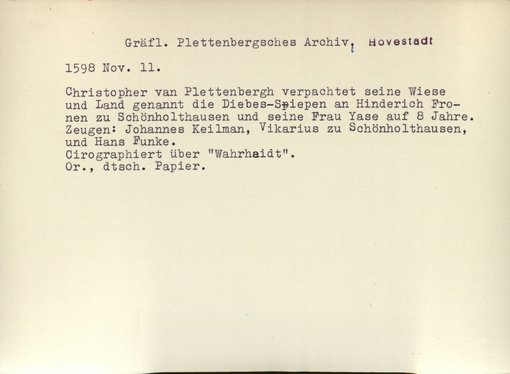 Gräfl. Plettenbergsches Archiv, Hovestadt
1598 Nov. 11.
Christopher van Plettenbergh verpachtet seine Wiese
und Land genannt die Diebes-Spiepen an Hinderich Fro-
nen zu Schönholthausen und seine Frau Yase auf 8 Jahre.
Zeugen: Johannes Keilman, Vikarius zu Schönholthausen,
und Hans Funke.
Cirographiert über "Wahrhaidt".
Or., dtsch. Papier.